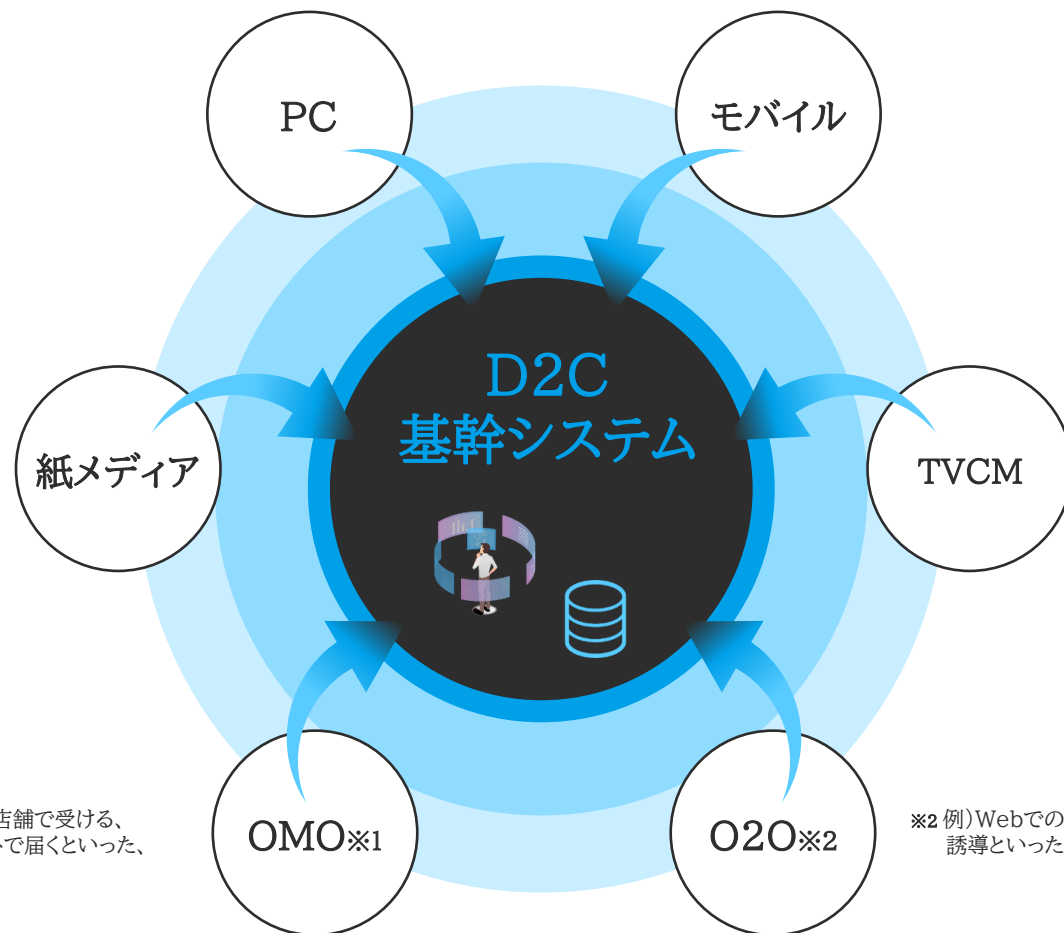 PC
モバイル
D2C
基幹システム
紙メディア
TVCM
店舗で受ける、
で届くといった、
OMO※1
O2O※2
※2 例)Webでの
誘導といった